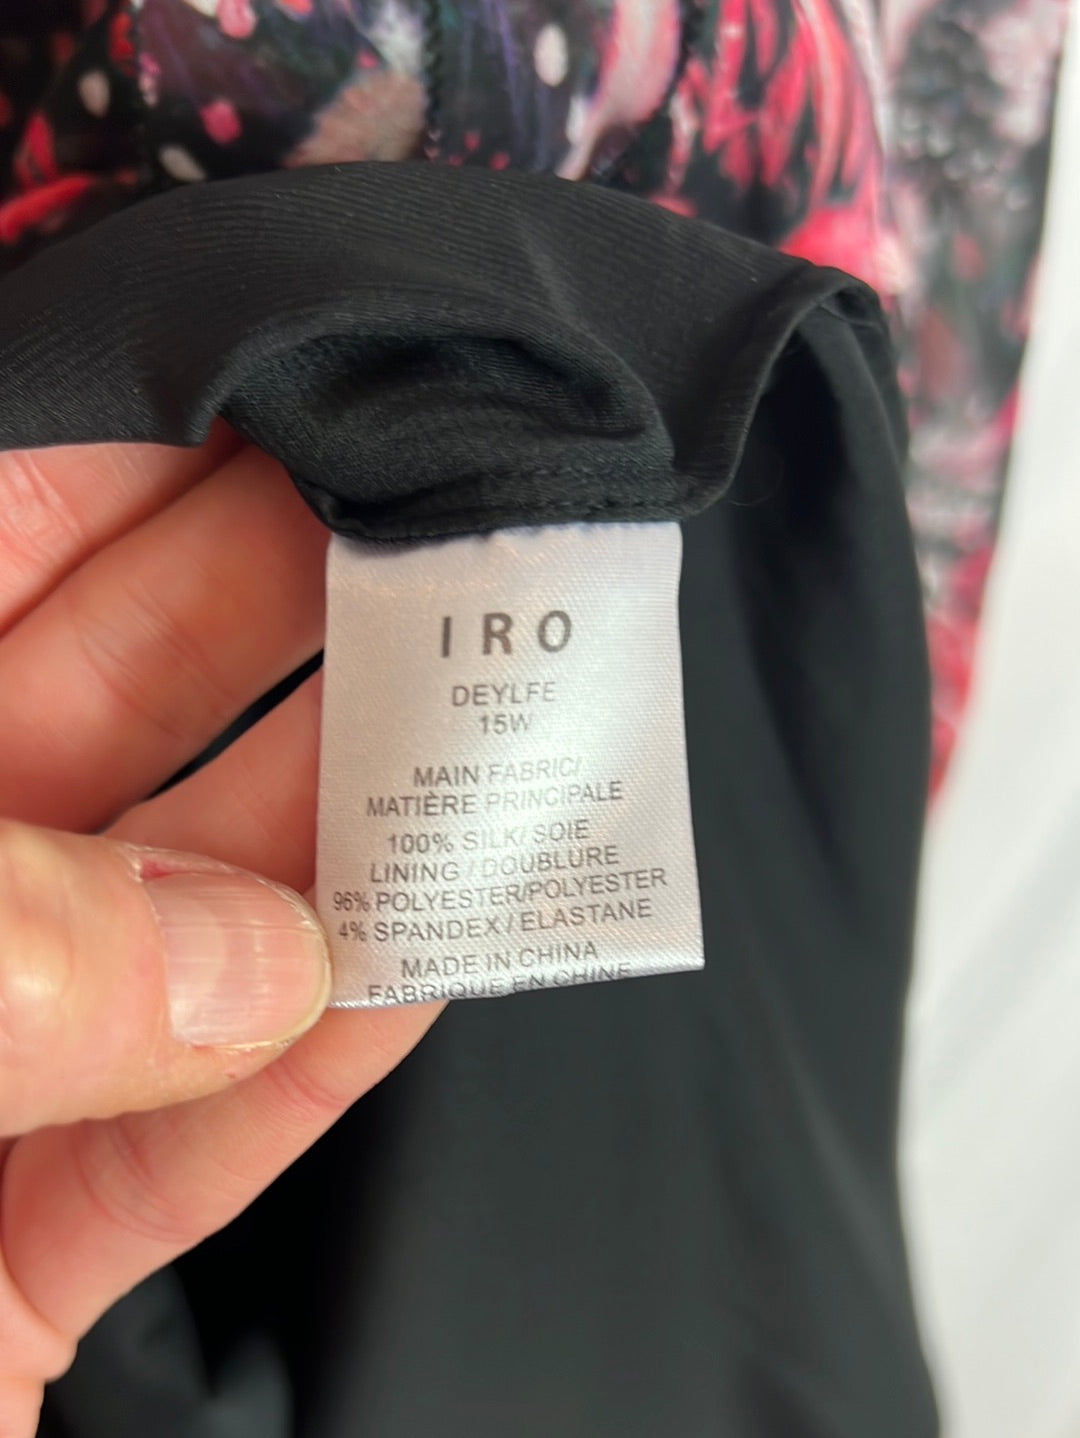 IRO
DEYLFE
15W
MAIN FABRIC/
MATIÈRE PRINCIPALE
100% SILK/SOIE
LINING/DOUBLURE
96% POLYESTER/POLYESTER
4% SPANDEX/ELASTANE
MADE IN CHINA
FABRIQUE EN CHINE